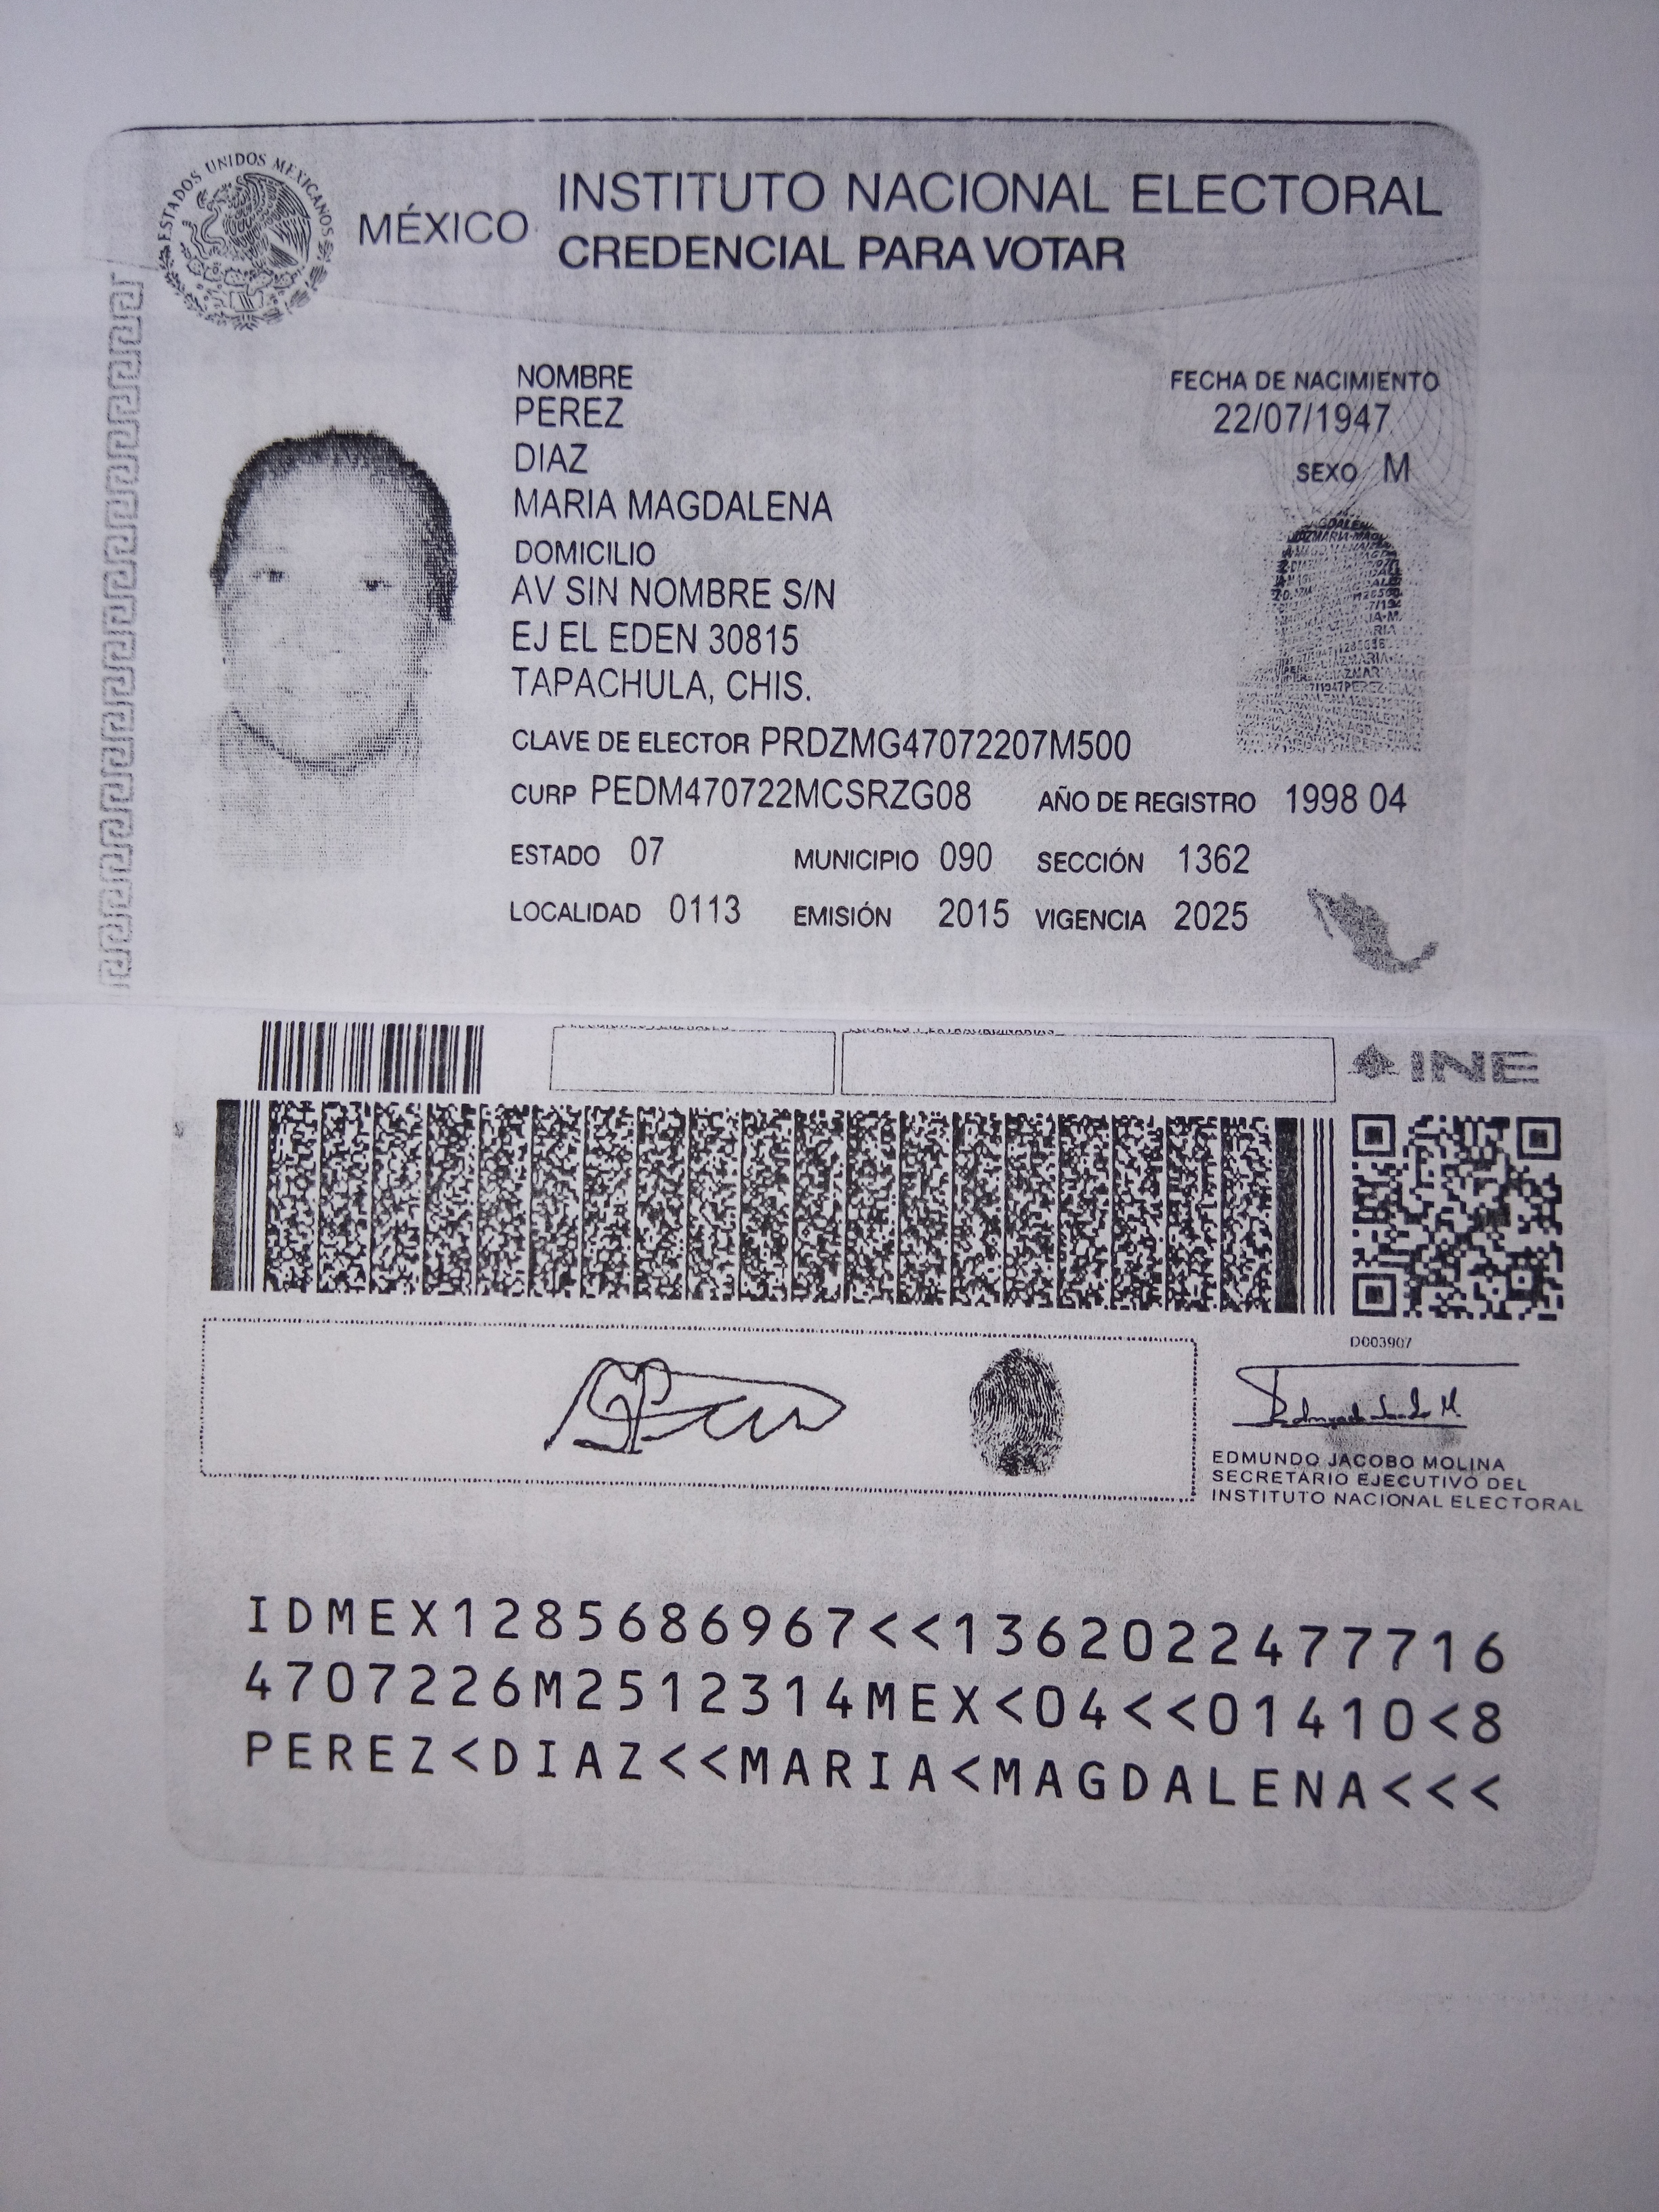 ESTADOS UNIDOS MEXICANOS
MÉXICO
INSTITUTO NACIONAL ELECTORAL
CREDENCIAL PARA VOTAR
NOMBRE
PEREZ
DIAZ
MARIA MAGDALENA
FECHA DE NACIMIENTO
22/07/1947
SEXO M
DOMICILIO
AV SIN NOMBRE S/N
EJ EL EDEN 30815
TAPACHULA, CHIS.
CLAVE DE ELECTOR PRDZMG47072207M500
CURP PEDM470722MCSRZG08 AÑO DE REGISTRO 1998 04
ESTADO 07 MUNICIPIO 090 SECCIÓN 1362
LOCALIDAD 0113 EMISIÓN 2015 VIGENCIA 2025
INE
D003907
EDMUNDO JACOBO MOLINA
SECRETARIO EJECUTIVO DEL
INSTITUTO NACIONAL ELECTORAL
IDMEX1285686967<<1362022477716
4707226M2512314MEX<04<<01410<8
PEREZ<DIAZ<<MARIA<MAGDALENA<<<